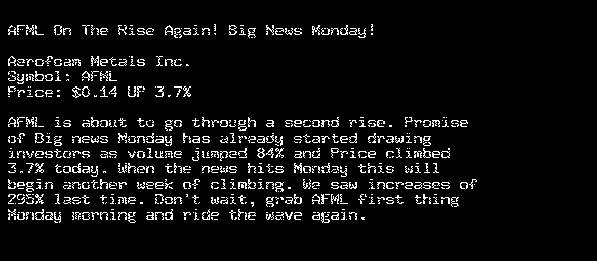 AFML On The Rise Again! Big News Monday!
Aerofoam Metals Inc.
Symbol: AFML
Price: $0.14 UP 3.7%
AFML is about to go through a second rise. Promise
of Big news Monday has already started drawing
investors as volume jumped 84% and Price climbed
3.7% today. When the news hits Monday this will
begin another week of climbing. We saw increases of
295% last time. Don't wait, grab AFML first thing
Monday morning and ride the wave again.